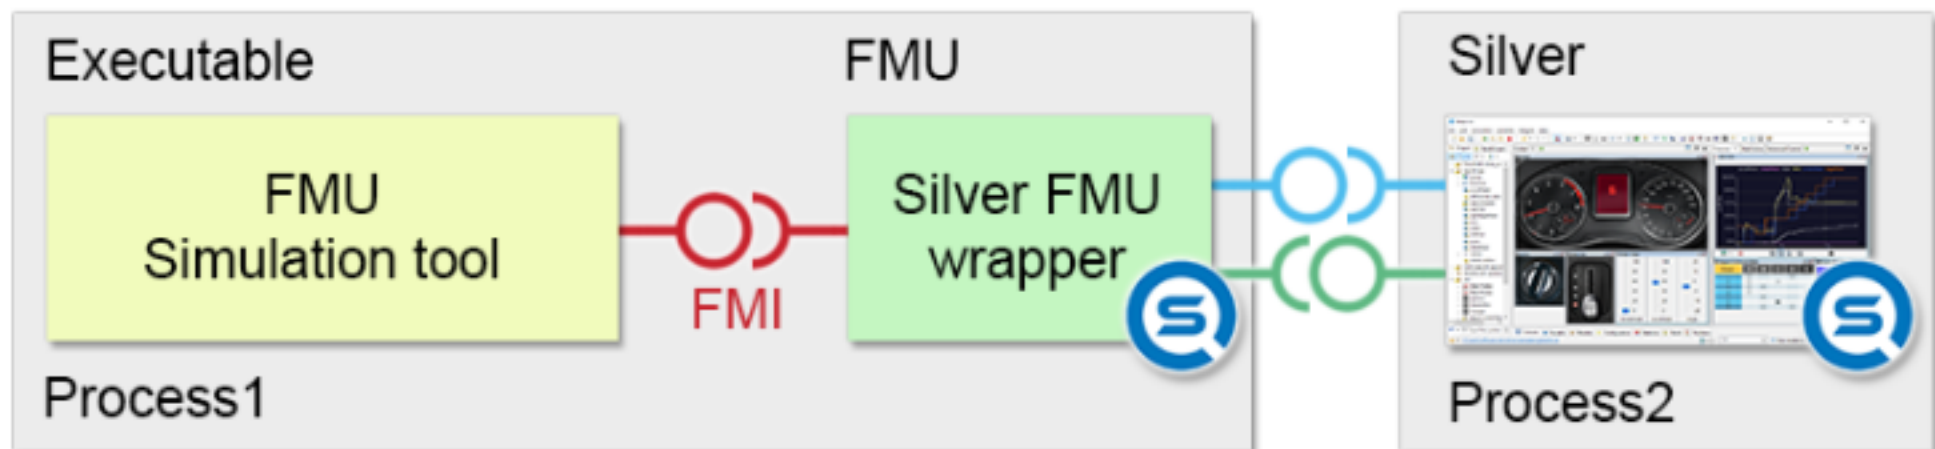 Executable
FMU
Silver
FMU
Simulation tool
FMI
Silver FMU
wrapper
Process1
Process2